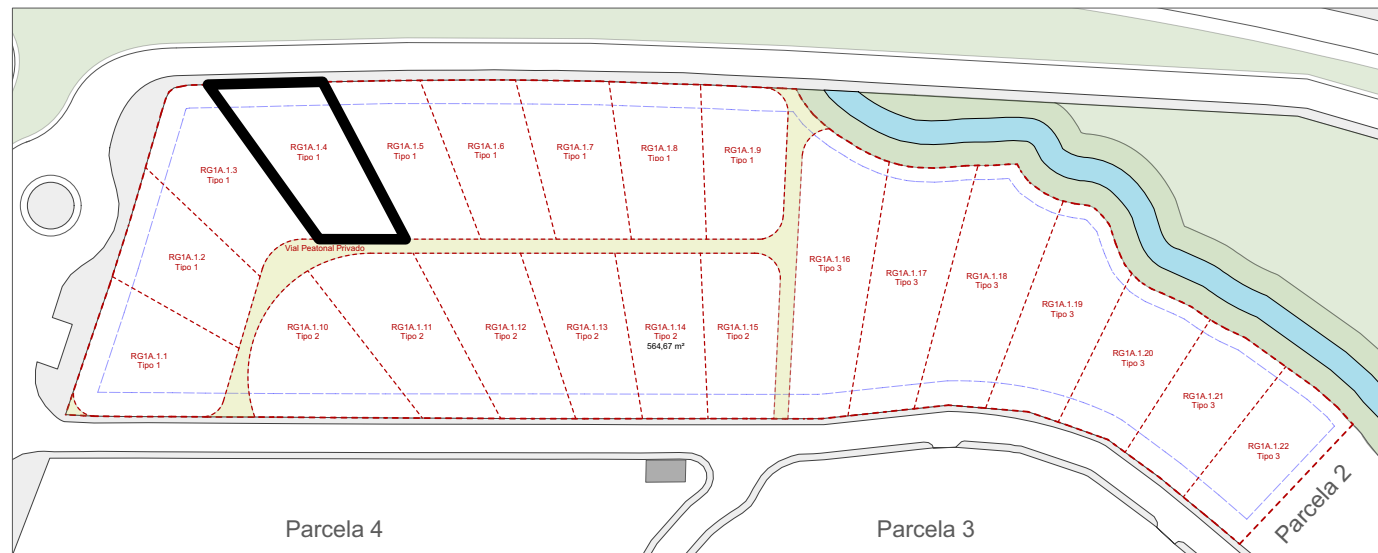 RG1A.1.4
Tipo 1
RG1A.1.5
Tipo 1
RG1A.1.6
Tipo 1
RG1A.1.7
Tipo 1
RG1A.1.8
Tipo 1
RG1A.1.9
Tipo 1
RG1A.1.3
Tipo 1
RG1A.1.2
Tipo 1
RG1A.1.1
Tipo 1
Vial Peatonal Privado
RG1A.1.10
Tipo 2
RG1A.1.11
Tipo 2
RG1A.1.12
Tipo 2
RG1A.1.13
Tipo 2
RG1A.1.14
Tipo 2
564,67 m²
RG1A.1.15
Tipo 2
RG1A.1.16
Tipo 3
RG1A.1.17
Tipo 3
RG1A.1.18
Tipo 3
RG1A.1.19
Tipo 3
RG1A.1.20
Tipo 3
RG1A.1.21
Tipo 3
RG1A.1.22
Tipo 3
Parcela 2
Parcela 4
Parcela 3